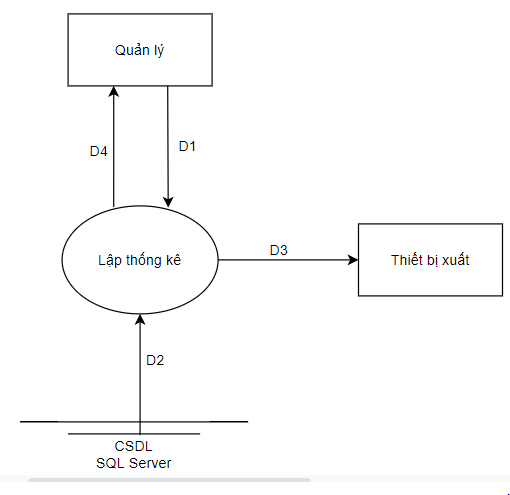 Quản lý
D4
D1
Lập thống kê
D3
Thiết bị xuất
D2
CSDL
SQL Server